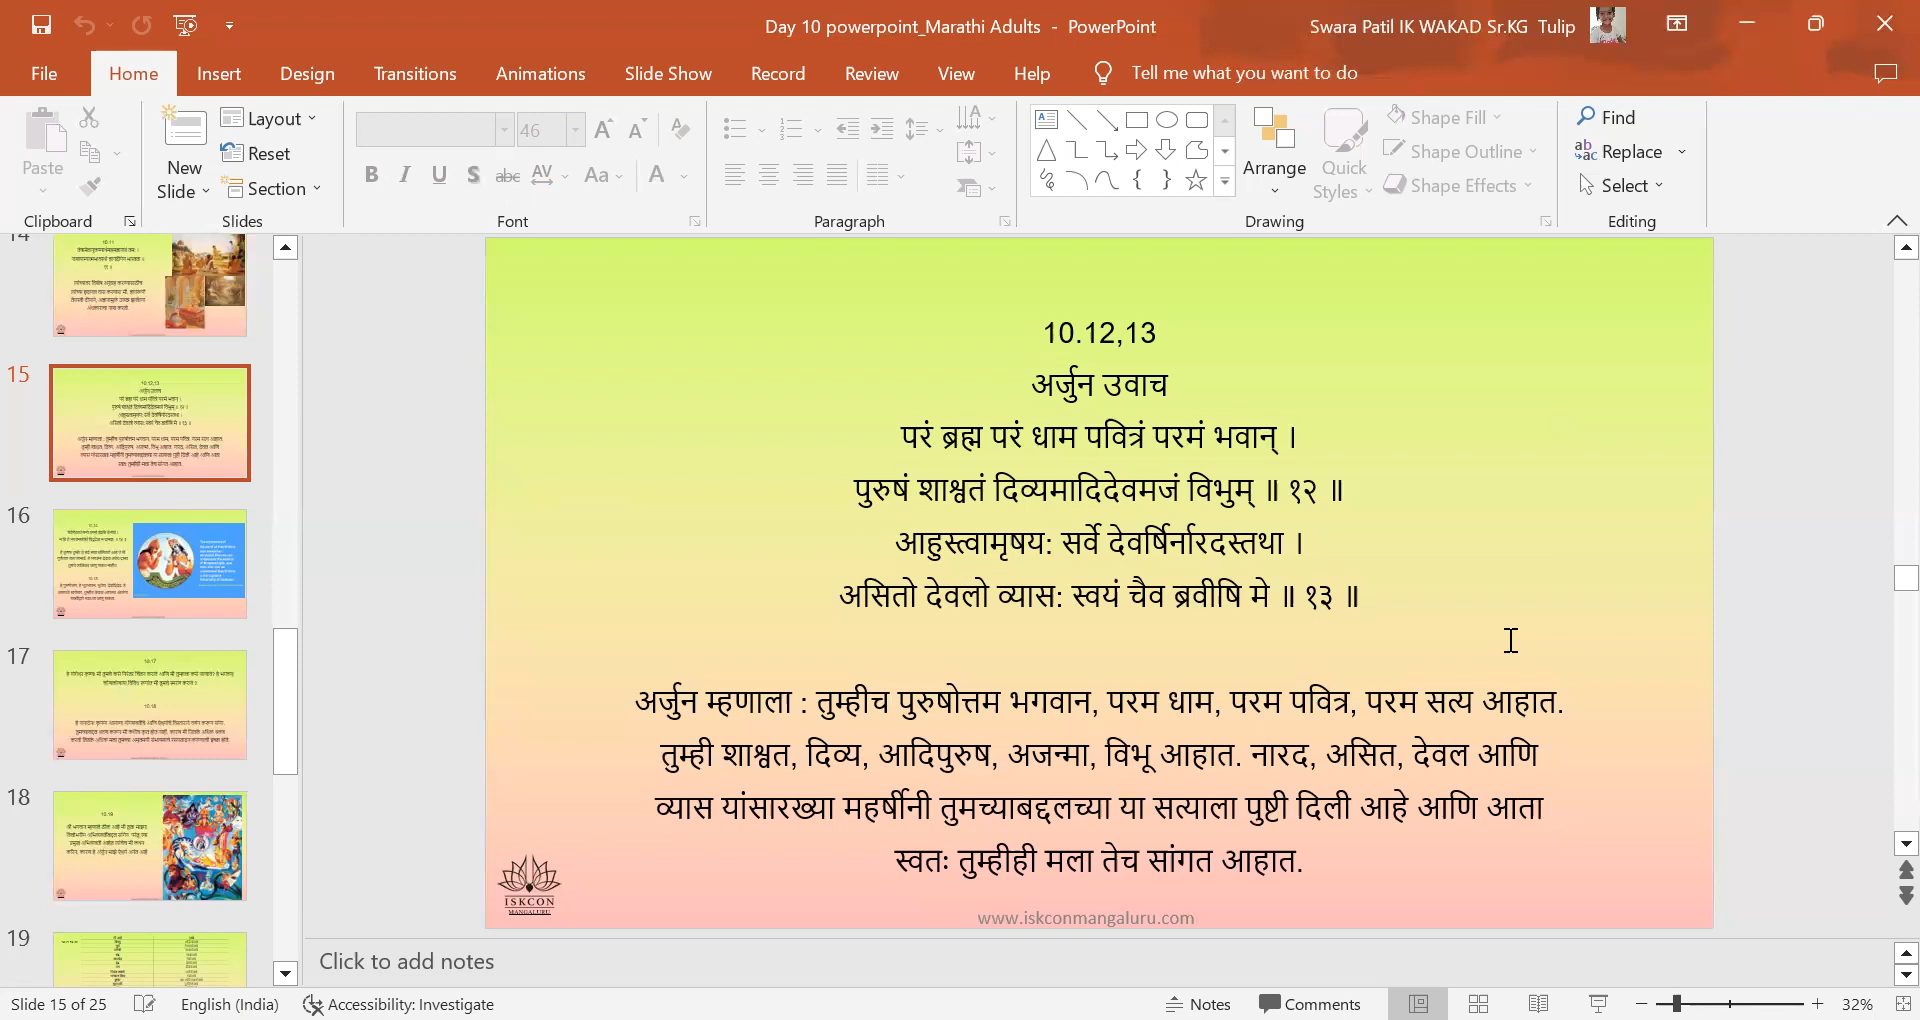 Day 10 powerpoint_Marathi Adults - PowerPoint
Swara Patil IK WAKAD Sr.KG Tulip
File Home Insert Design Transitions Animations Slide Show Record Review View Help Tell me what you want to do
Paste
Clipboard
New Slide
Layout
Reset
Section
Slides
46
B I U S abc AV Aa A
Font
Paragraph
Arrange
Quick Styles
Shape Fill
Shape Outline
Shape Effects
Drawing
Find
Replace
Select
Editing
14
15
16
17
18
19
10.12,13
अर्जुन उवाच
परं ब्रह्म परं धाम पवित्रं परमं भवान् ।
पुरुषं शाश्वतं दिव्यमादिदेवमजं विभुम् ॥ १२ ॥
आहुस्त्वामृषय: सर्वे देवर्षिर्नारदस्तथा ।
असितो देवलो व्यास: स्वयं चैव ब्रवीषि मे ॥ १३ ॥
अर्जुन म्हणाला : तुम्हीच पुरुषोत्तम भगवान, परम धाम, परम पवित्र, परम सत्य आहात.
तुम्ही शाश्वत, दिव्य, आदिपुरुष, अजन्मा, विभू आहात. नारद, असित, देवल आणि
व्यास यांसारख्या महर्षींनी तुमच्याबद्दलच्या या सत्याला पुष्टी दिली आहे आणि आता
स्वतः तुम्हीही मला तेच सांगत आहात.
ISKCON
MANGALURU
www.iskconmangaluru.com
Click to add notes
Slide 15 of 25 English (India) Accessibility: Investigate Notes Comments 32%